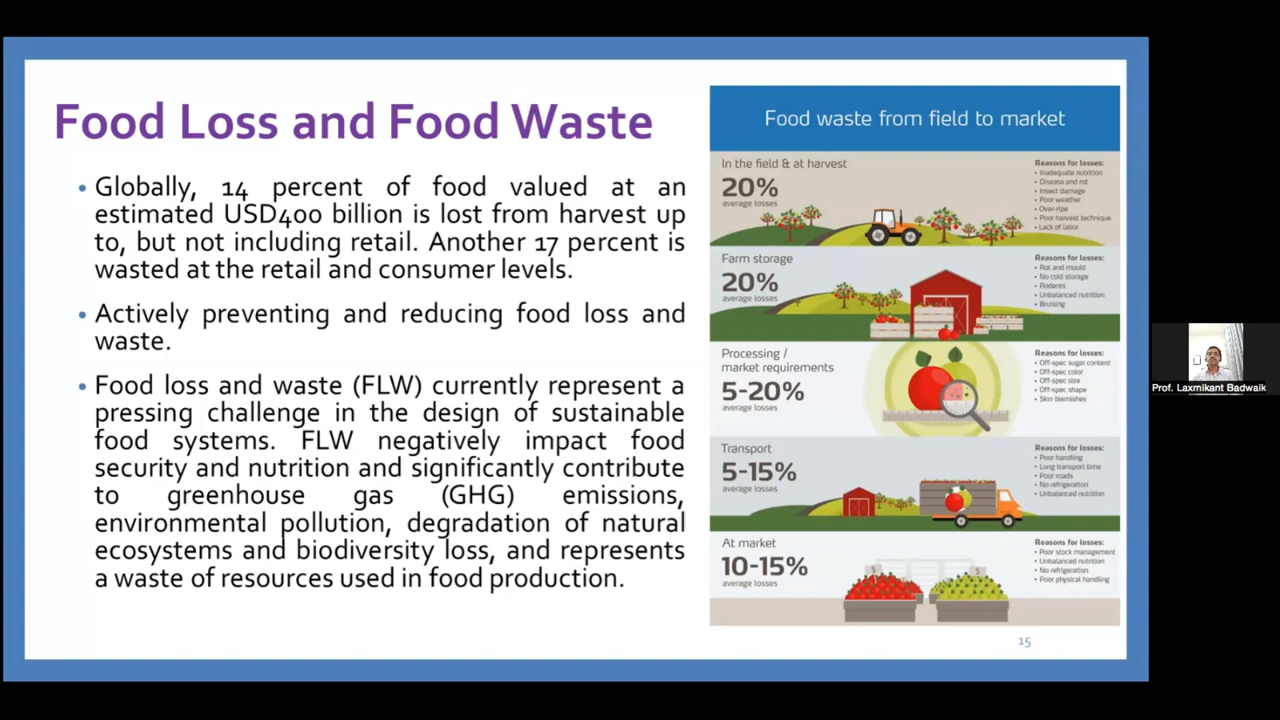 Food Loss and Food Waste
• Globally, 14 percent of food valued at an
estimated USD400 billion is lost from harvest up
to, but not including retail. Another 17 percent is
wasted at the retail and consumer levels.
• Actively preventing and reducing food loss and
waste.
• Food loss and waste (FLW) currently represent a
pressing challenge in the design of sustainable
food systems. FLW negatively impact food
security and nutrition and significantly contribute
to greenhouse gas (GHG) emissions,
environmental pollution, degradation of natural
ecosystems and biodiversity loss, and represents
a waste of resources used in food production.
Food waste from field to market
In the field & at harvest
20%
average losses
Reasons for losses:
• Inadequate nutrition
• Disease and rot
• Insect damage
• Poor weather
• Over-ripe
• Poor harvest technique
• Lack of labor
Farm storage
20%
average losses
Reasons for losses:
• Rot and mould
• No cold storage
• Rodents
• Unbalanced nutrition
• Bruising
Processing /
market requirements
5-20%
average losses
Reasons for losses:
• Off-spec sugar content
• Off-spec color
• Off-spec size
• Off-spec shape
• Skin blemishes
Transport
5-15%
average losses
Reasons for losses:
• Poor handling
• Long transport time
• Poor roads
• No refrigeration
• Unbalanced nutrition
At market
10-15%
average losses
Reasons for losses:
• Poor stock management
• Unbalanced nutrition
• No refrigeration
• Poor physical handling
15
Prof. Laxmikant Badwaik